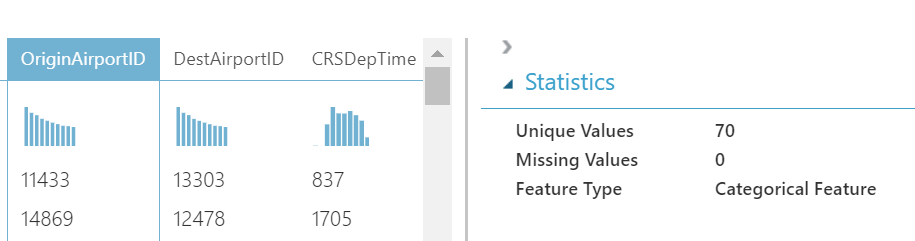 OriginAirportID DestAirportID CRSDepTime
11433 13303 837
14869 12478 1705
Statistics
Unique Values 70
Missing Values 0
Feature Type Categorical Feature